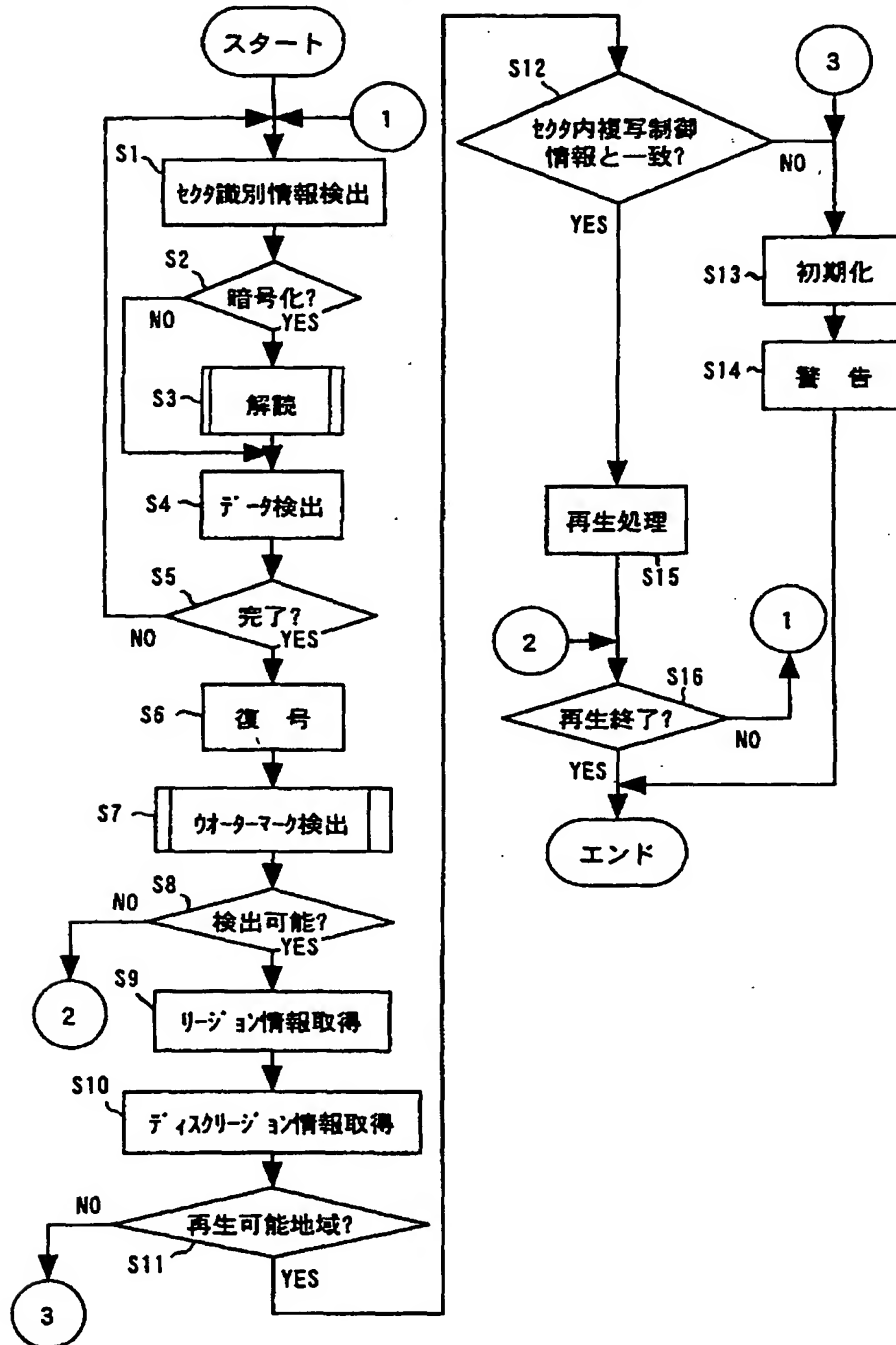 スタート
1
S1
セクタ識別情報検出
S2
暗号化?
NO
YES
S3
解読
S4
データ検出
S5
完了?
NO
YES
S6
復 号
S7
ウオーターマーク検出
S8
NO
検出可能?
YES
2
S9
リージョン情報取得
S10
ディスクリージョン情報取得
NO
再生可能地域?
S11
YES
3
S12
セクタ内複写制御
情報と一致?
NO
YES
3
S13
初期化
S14
警 告
再生処理
S15
2
1
S16
再生終了?
NO
YES
エンド